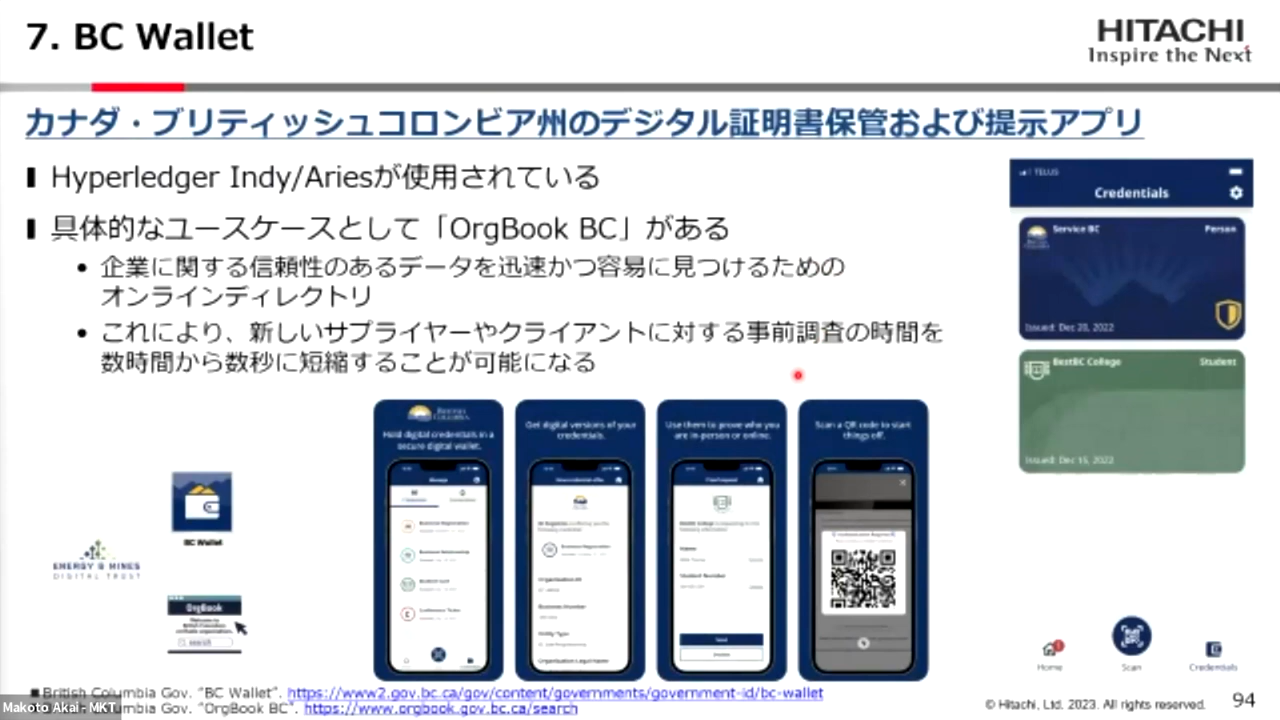 7. BC Wallet
HITACHI
Inspire the Next
カナダ・ブリティッシュコロンビア州のデジタル証明書保管および提示アプリ
Hyperledger Indy/Ariesが使用されている
具体的なユースケースとして「OrgBook BC」がある
• 企業に関する信頼性のあるデータを迅速かつ容易に見つけるための
オンラインディレクトリ
• これにより、新しいサプライヤーやクライアントに対する事前調査の時間を
数時間から数秒に短縮することが可能になる
TELUS
Credentials
Service BC
Person
Issued: Dec 20, 2022
BestBC College
Student
Issued: Dec 15, 2022
Home
Scan
Credentials
BC Wallet
ENERGY & MINES
DIGITAL TRUST
OrgBook
search
BRITISH
COLUMBIA
Hold digital credentials in a
secure digital wallet.
Get digital versions of your
credentials.
Use them to prove who you
are in-person or online.
Scan a QR code to start
things off.
British Columbia Gov. "BC Wallet". https://www2.gov.bc.ca/gov/content/governments/government-id/bc-wallet
umbia Gov. "OrgBook BC". https://www.orgbook.gov.bc.ca/search
Makoto Akai - MKT
© Hitachi, Ltd. 2023. All rights reserved.
94